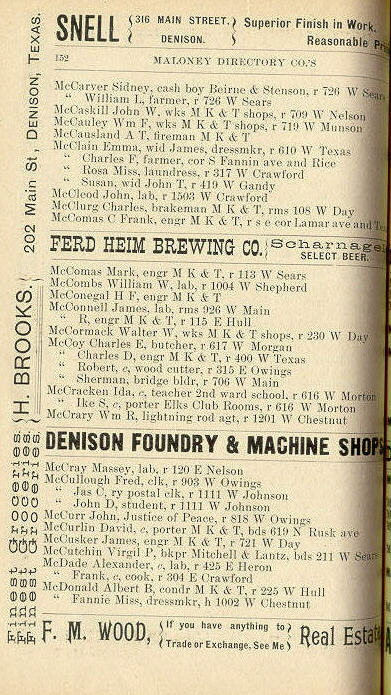 SNELL { 316 MAIN STREET. DENISON. } Superior Finish in Work. Reasonable
152 MALONEY DIRECTORY CO.'S
McCarver Sidney, cash boy Beirne & Stenson, r 726 W Sears
" William L, farmer, r 726 W Sears
McCaskill John W, wks M K & T shops, r 709 W Nelson
McCauley Wm F, wks M K & T shops, r 719 W Munson
McCausland A T, fireman M K & T
McClain Emma, wid James, dressmkr, r 610 W Texas
" Charles F, farmer, cor S Fannin ave and Rice
" Rosa Miss, laundress, r 317 W Crawford
" Susan, wid John T, r 419 W Gandy
McCleod John, lab, r 1503 W Crawford
McClurg Charles, brakeman M K & T, rms 108 W Day
McComas C Frank, engr M K & T, r s e cor Lamar ave and
FERD HEIM BREWING CO. { Scharnagel
SELECT BEER.
McComas Mark, engr M K & T, r 113 W Sears
McCombs William W, lab, r 1004 W Shepherd
McConegal H F, engr M K & T
McConnell James, lab, rms 926 W Main
" R, engr M K & T, r 115 E Hull
McCormack Walter W, wks M K & T shops, r 230 W Day
McCoy Charles E, butcher, r 617 W Morgan
" Charles D, engr M K & T, r 400 W Texas
" Robert, c, wood cutter, r 315 E Owings
" Sherman, bridge bldr, r 706 W Main
McCracken Ida, c, teacher 2nd ward school, r 616 W Morton
" Ike S, c, porter Elks Club Rooms, r 616 W Morton
McCrary Wm R, lightning rod agt, r 1201 W Chestnut
DENISON FOUNDRY & MACHINE SHOPS
McCray Massey, lab, r 120 E Nelson
McCullough Fred, clk, r 903 W Owings
" Jas C, ry postal clk, r 1111 W Johnson
" John D, student, r 1111 W Johnson
McCurr John, Justice of Peace, r 818 W Owings
McCurlin David, c, porter M K & T, bds 619 N Rusk ave
McCusker James, engr M K & T, r 721 W Day
McCutchin Virgil P, bkpr Mitchell & Lantz, bds 211 W Sears
McDade Alexander, c, lab, r 425 E Heron
" Frank, c, cook, r 304 E Crawford
McDonald Albert B, condr M K & T, r 225 W Hull
" Fannie Miss, dressmkr, h 1002 W Chestnut
F. M. WOOD, { If you have anything to Trade or Exchange, See Me } Real Estate
Finest Groceries.
Finest Groceries.
Finest Groceries.
{ H. BROOKS. }
202 Main St, DENISON, TEXAS.